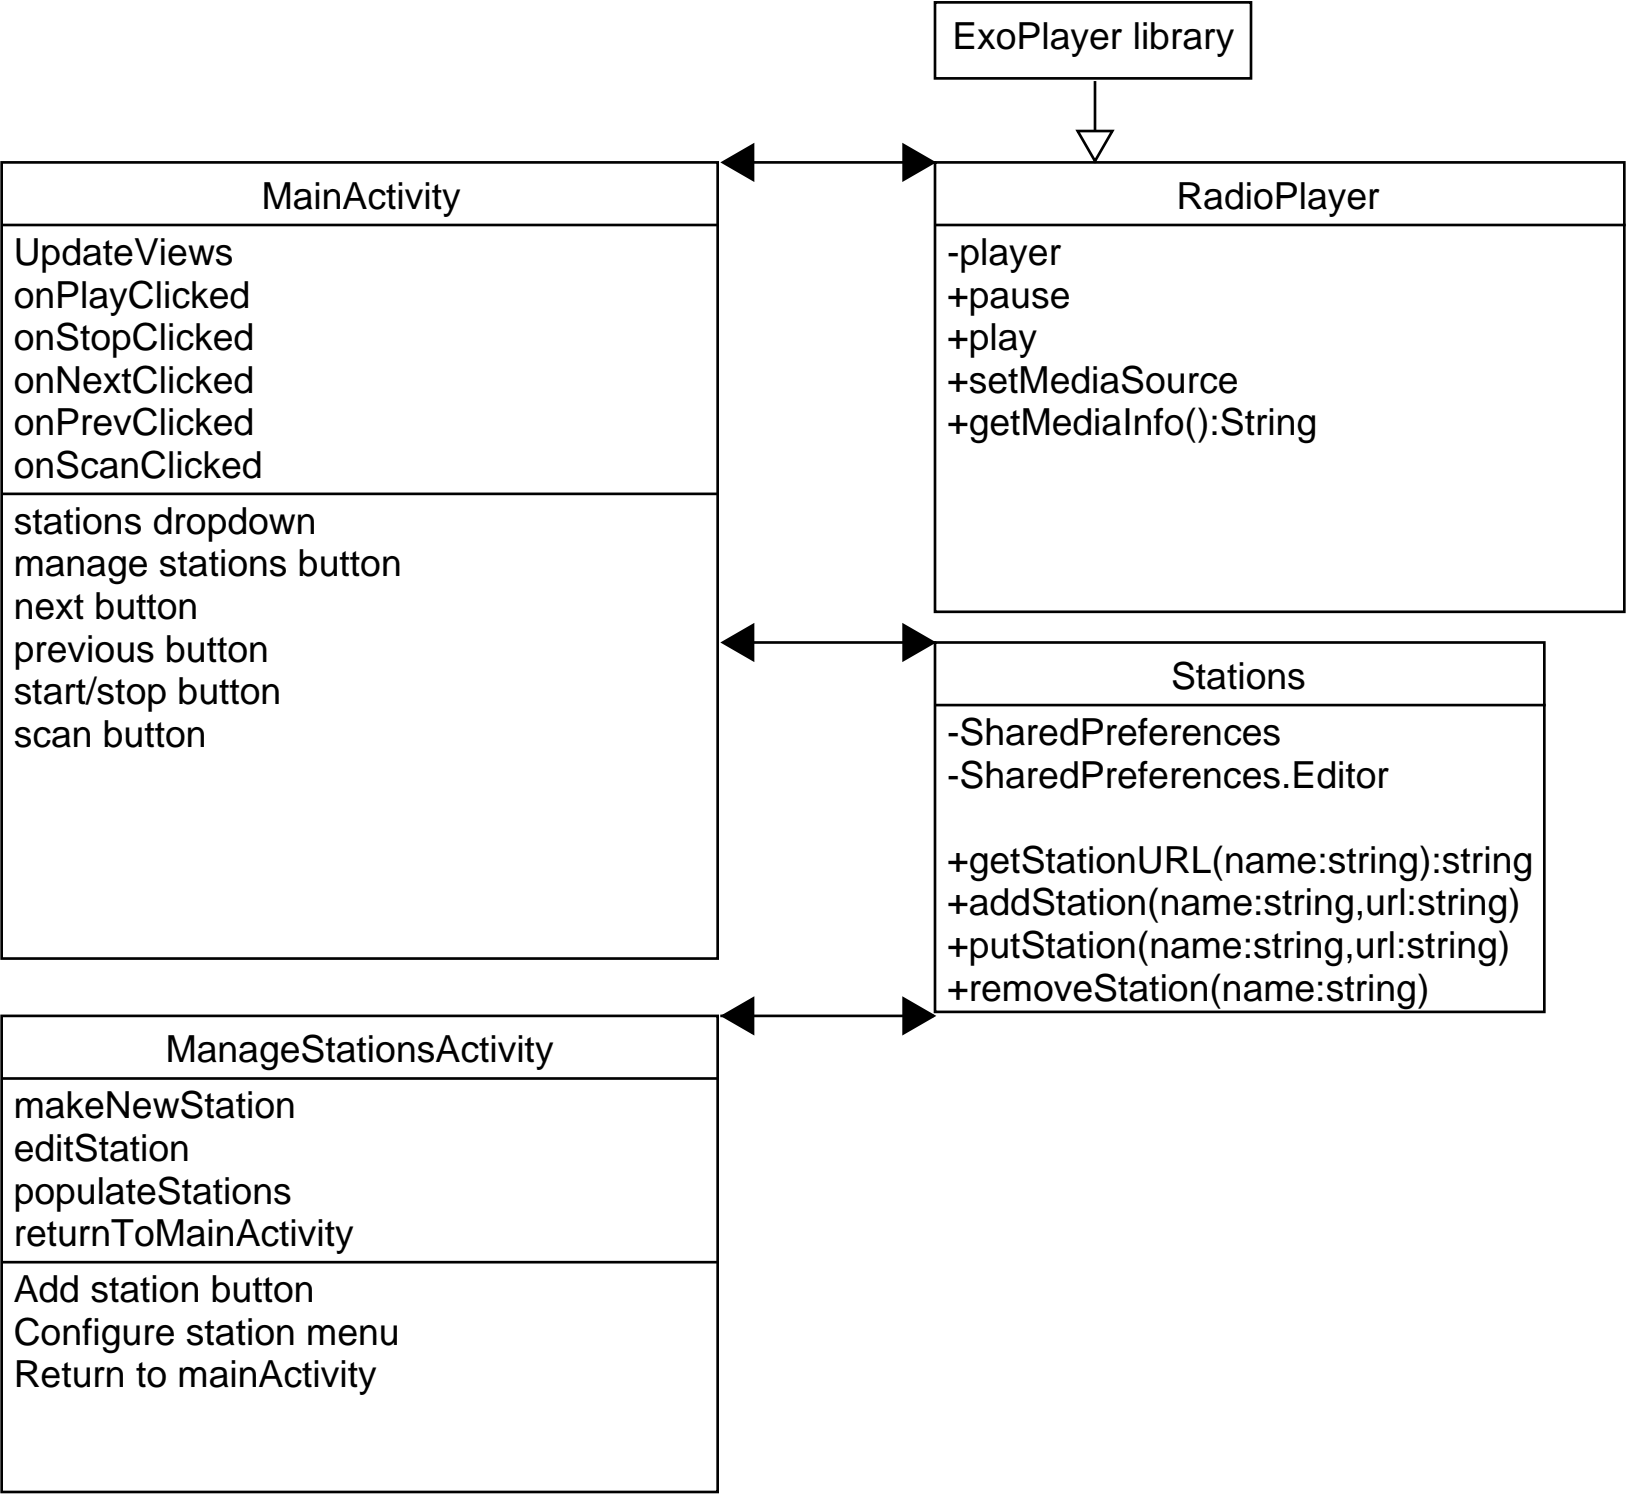 ExoPlayer library
MainActivity
UpdateViews
onPlayClicked
onStopClicked
onNextClicked
onPrevClicked
onScanClicked
stations dropdown
manage stations button
next button
previous button
start/stop button
scan button
RadioPlayer
-player
+pause
+play
+setMediaSource
+getMediaInfo():String
Stations
-SharedPreferences
-SharedPreferences.Editor
+getStationURL(name:string):string
+addStation(name:string,url:string)
+putStation(name:string,url:string)
+removeStation(name:string)
ManageStationsActivity
makeNewStation
editStation
populateStations
returnToMainActivity
Add station button
Configure station menu
Return to mainActivity